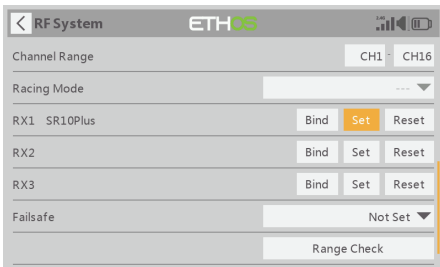 RF System ETHOS
Channel Range CH1 - CH16
Racing Mode ---
RX1 SR10Plus Bind Set Reset
RX2 Bind Set Reset
RX3 Bind Set Reset
Failsafe Not Set
Range Check